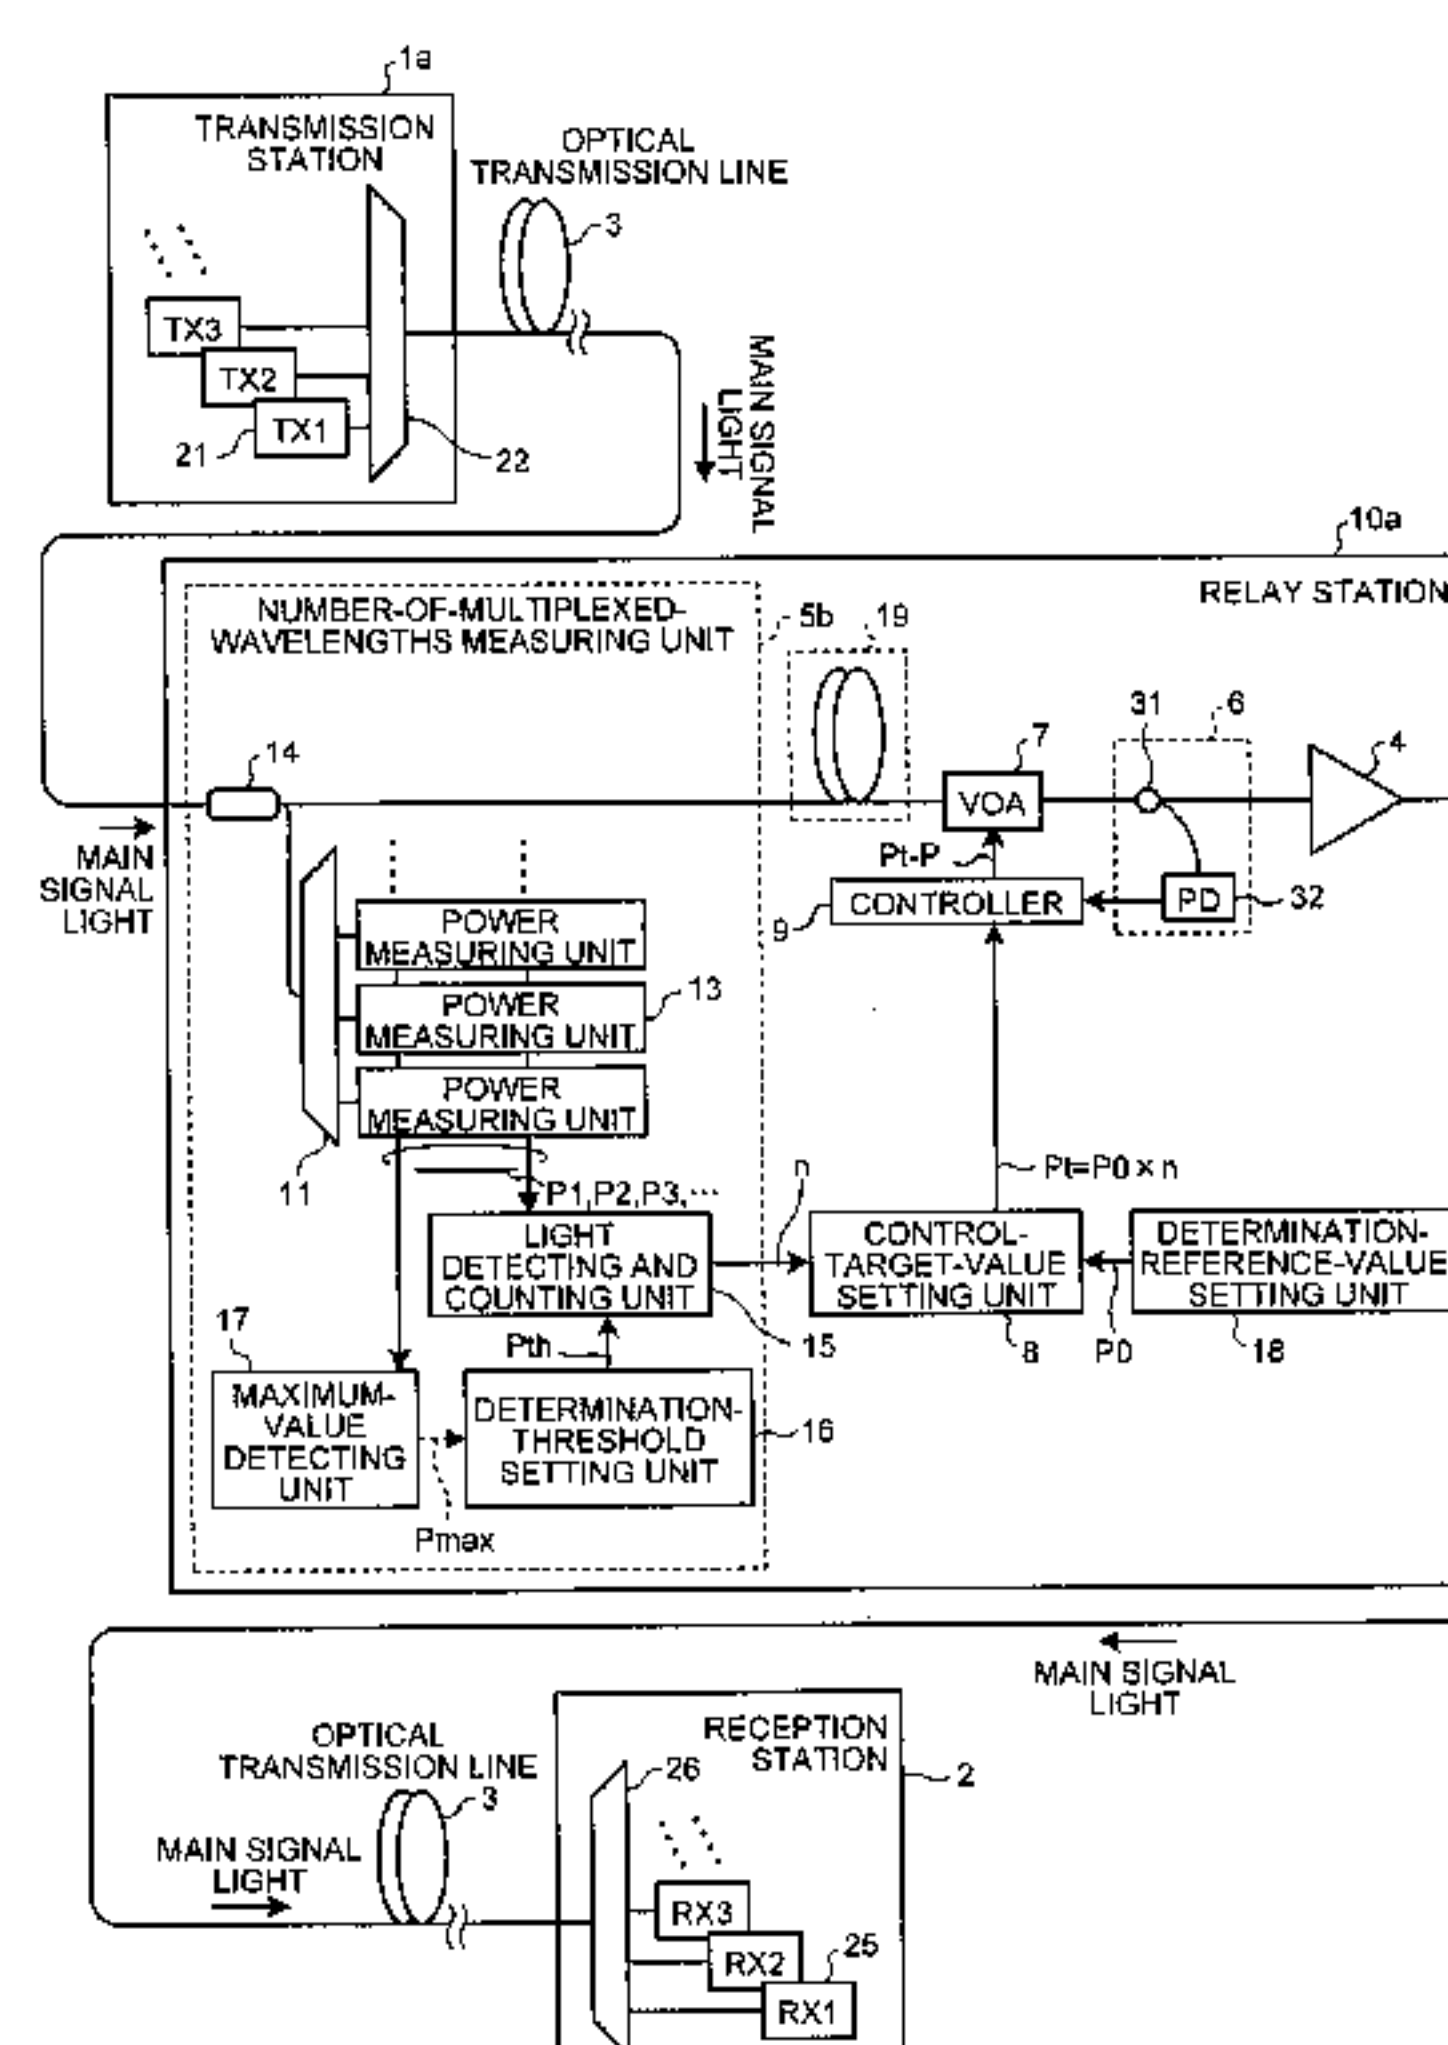 1a
TRANSMISSION
STATION
OPTICAL
TRANSMISSION LINE
3
TX3
TX2
TX1
21
22
MAIN SIGNAL
LIGHT
10a
RELAY STATION
NUMBER-OF-MULTIPLEXED-
WAVELENGTHS MEASURING UNIT
5b
19
14
7
31
6
4
VOA
MAIN
SIGNAL
LIGHT
Pt-P
CONTROLLER
9
PD
32
POWER
MEASURING UNIT
POWER
MEASURING UNIT
13
POWER
MEASURING UNIT
11
P1,P2,P3,···
n
Pt=P0×n
LIGHT
DETECTING AND
COUNTING UNIT
15
CONTROL-
TARGET-VALUE
SETTING UNIT
8
P0
DETERMINATION-
REFERENCE-VALUE
SETTING UNIT
18
17
Pth
MAXIMUM-
VALUE
DETECTING
UNIT
DETERMINATION-
THRESHOLD
SETTING UNIT
16
Pmax
MAIN SIGNAL
LIGHT
OPTICAL
TRANSMISSION LINE
3
MAIN SIGNAL
LIGHT
RECEPTION
STATION
2
26
RX3
RX2
RX1
25